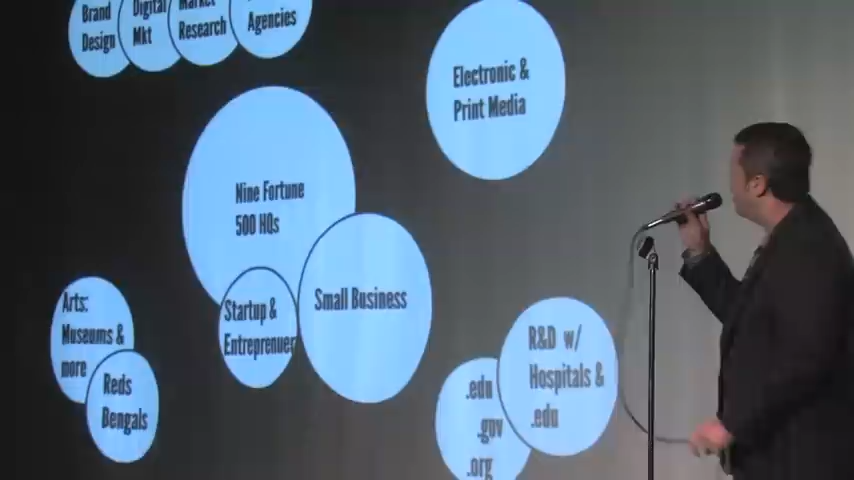 Brand
Design
Digital
Mkt
Market
Research
Agencies
Electronic &
Print Media
Nine Fortune
500 HQs
Small Business
Startup &
Entreprenuer
Arts:
Museums &
more
Reds
Bengals
R&D w/
Hospitals &
.edu
.edu
.gov
.org